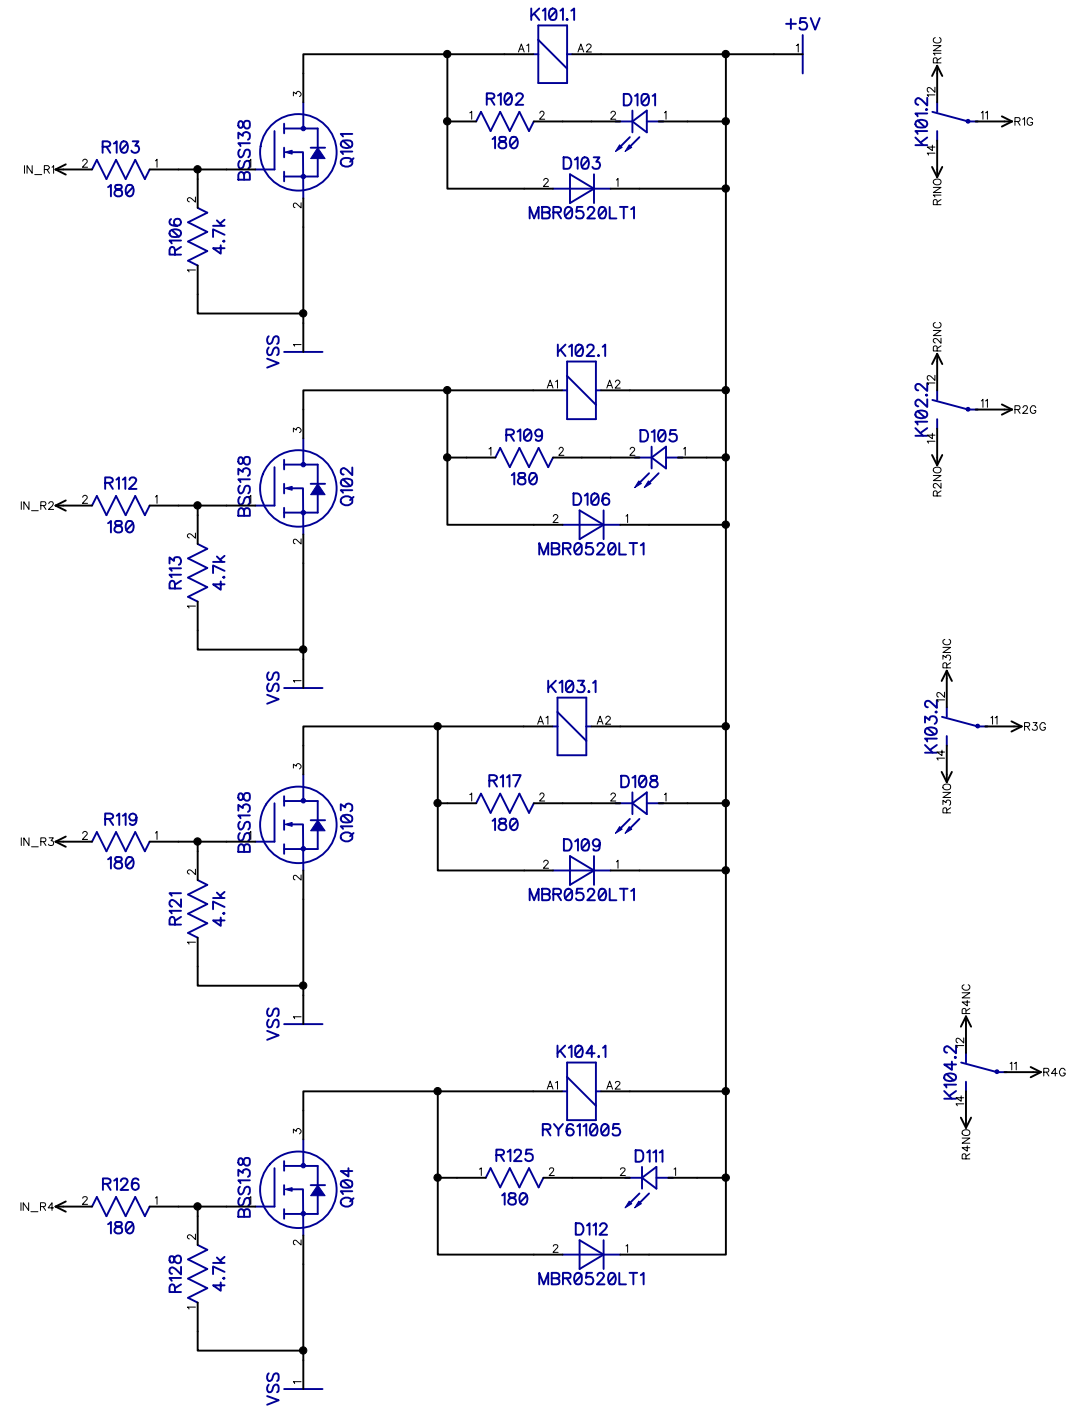 K101.1
+5V
A1
A2
1
R1NC
12
K101.2
11
R1G
14
R1NO
R102
1
2
180
D101
2
1
D103
2
1
MBR0520LT1
3
BSS138
Q101
2
IN_R1
2
R103
1
180
2
R106
4.7k
1
1
VSS
K102.1
A1
A2
R2NC
12
K102.2
11
R2G
14
R2NO
R109
1
2
180
D105
2
1
D106
2
1
MBR0520LT1
3
BSS138
Q102
2
IN_R2
2
R112
1
180
2
R113
4.7k
1
1
VSS
K103.1
A1
A2
R3NC
12
K103.2
11
R3G
14
R3NO
R117
1
2
180
D108
2
1
D109
2
1
MBR0520LT1
3
BSS138
Q103
2
IN_R3
2
R119
1
180
2
R121
4.7k
1
1
VSS
K104.1
A1
A2
RY611005
R4NC
12
K104.2
11
R4G
14
R4NO
R125
1
2
180
D111
2
1
D112
2
1
MBR0520LT1
3
BSS138
Q104
2
IN_R4
2
R126
1
180
2
R128
4.7k
1
1
VSS